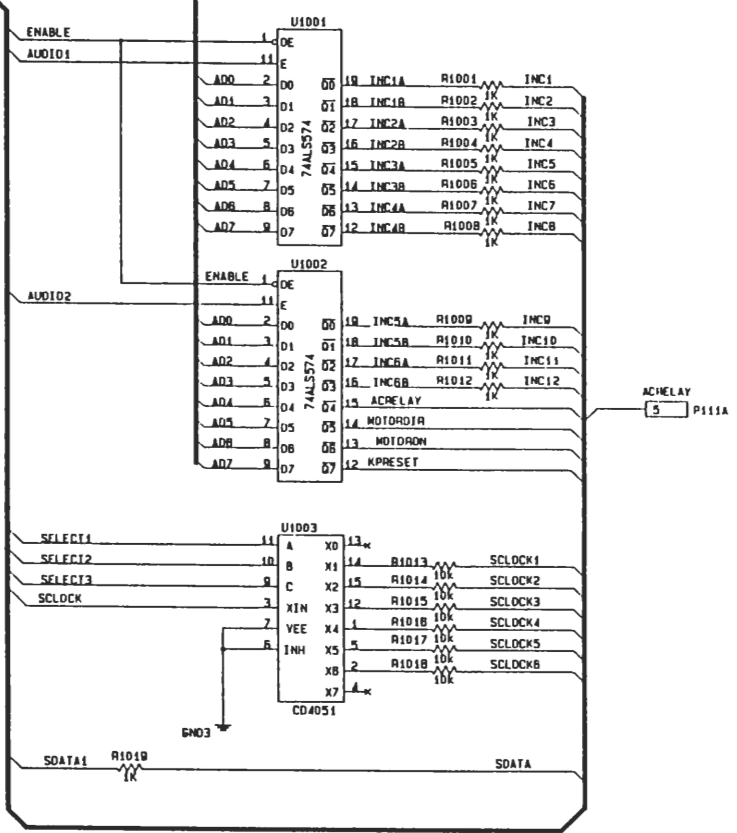 U1001
ENABLE 1 OE
AUDIO1 11 E
AD0 2 D0 Q0 19 INC1A R1001 1K INC1
AD1 3 D1 Q1 18 INC1B R1002 1K INC2
AD2 4 D2 Q2 17 INC2A R1003 1K INC3
AD3 5 D3 Q3 16 INC2B R1004 1K INC4
AD4 6 D4 Q4 15 INC3A R1005 1K INC5
AD5 7 D5 Q5 14 INC3B R1006 1K INC6
AD6 8 D6 Q6 13 INC4A R1007 1K INC7
AD7 9 D7 Q7 12 INC4B R1008 1K INC8
74ALS574
U1002
ENABLE 1 OE
AUDIO2 11 E
AD0 2 D0 Q0 19 INC5A R1009 1K INC9
AD1 3 D1 Q1 18 INC5B R1010 1K INC10
AD2 4 D2 Q2 17 INC6A R1011 1K INC11
AD3 5 D3 Q3 16 INC6B R1012 1K INC12
AD4 6 D4 Q4 15 ACRELAY
AD5 7 D5 Q5 14 MOTORDIR
AD6 8 D6 Q6 13 MOTORON
AD7 9 D7 Q7 12 KPRESET
74ALS574
ACRELAY
5 P111A
U1003
SELECT1 11 A X0 13
SELECT2 10 B X1 14 R1013 10K SCLOCK1
SELECT3 9 C X2 15 R1014 10K SCLOCK2
SCLOCK 3 XIN X3 12 R1015 10K SCLOCK3
7 VEE X4 1 R1016 10K SCLOCK4
6 INH X5 5 R1017 10K SCLOCK5
X6 2 R1018 10K SCLOCK6
X7 4
CD4051
GND3
SDATA1 R1019 1K SDATA